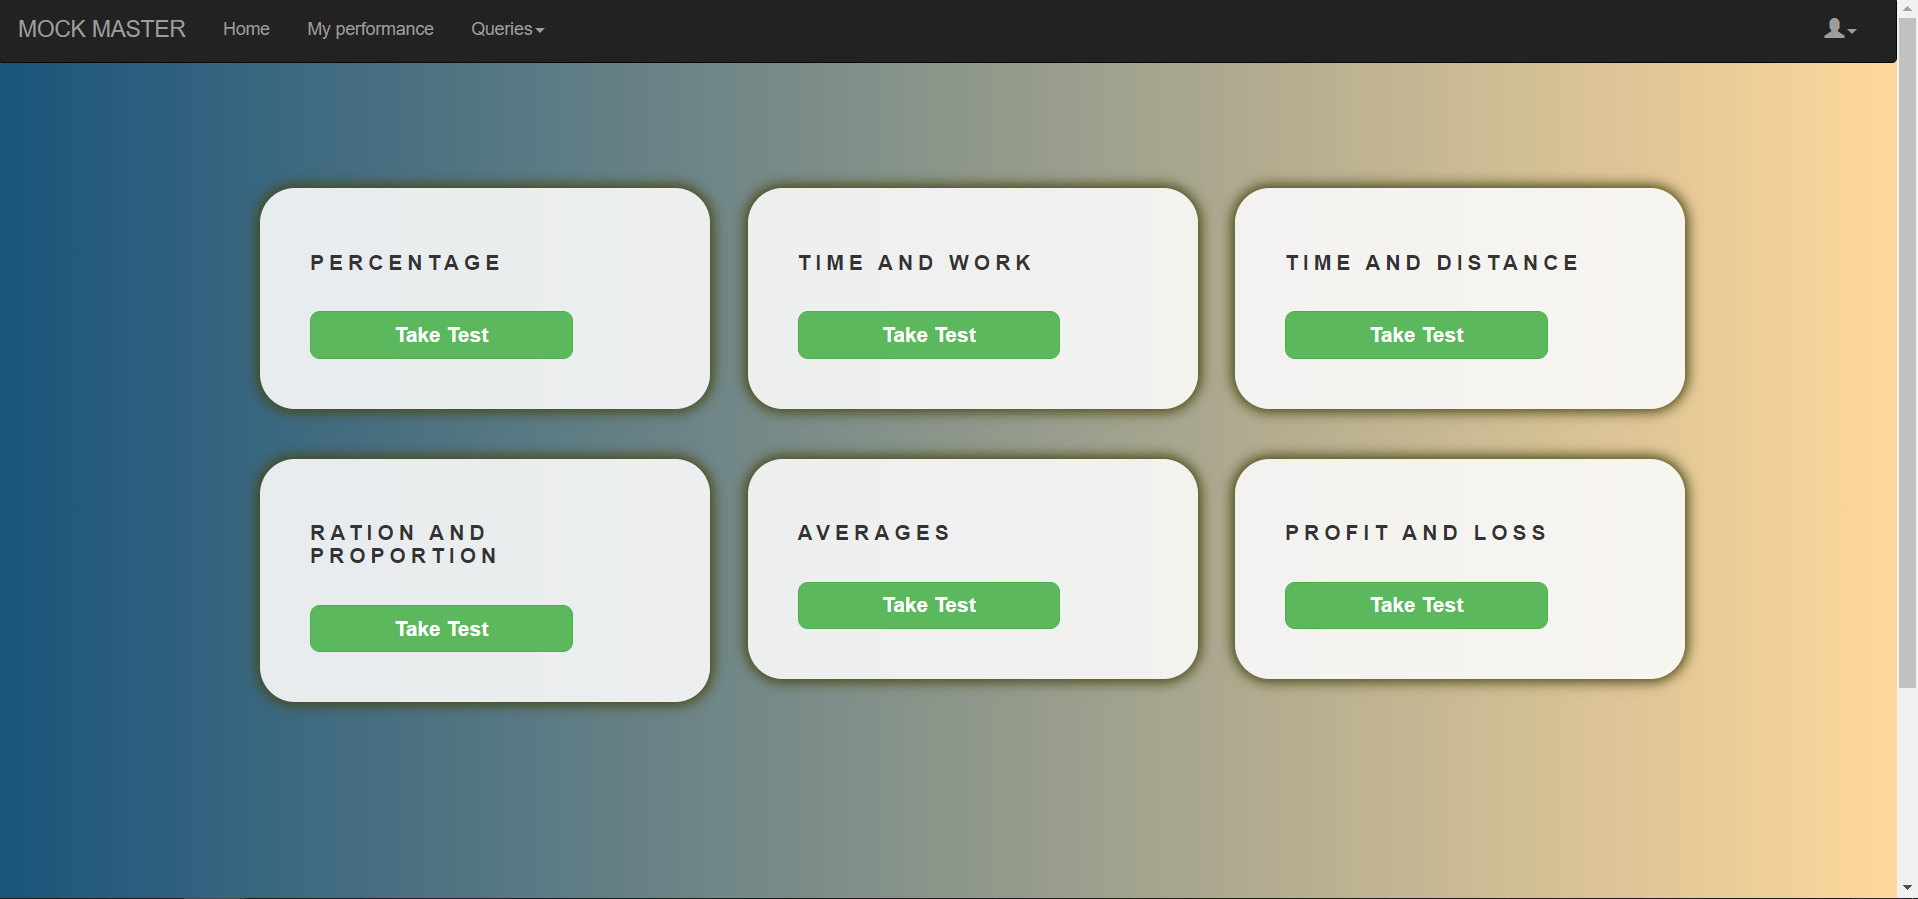 MOCK MASTER Home My performance Queries
PERCENTAGE
Take Test
TIME AND WORK
Take Test
TIME AND DISTANCE
Take Test
RATION AND
PROPORTION
Take Test
AVERAGES
Take Test
PROFIT AND LOSS
Take Test